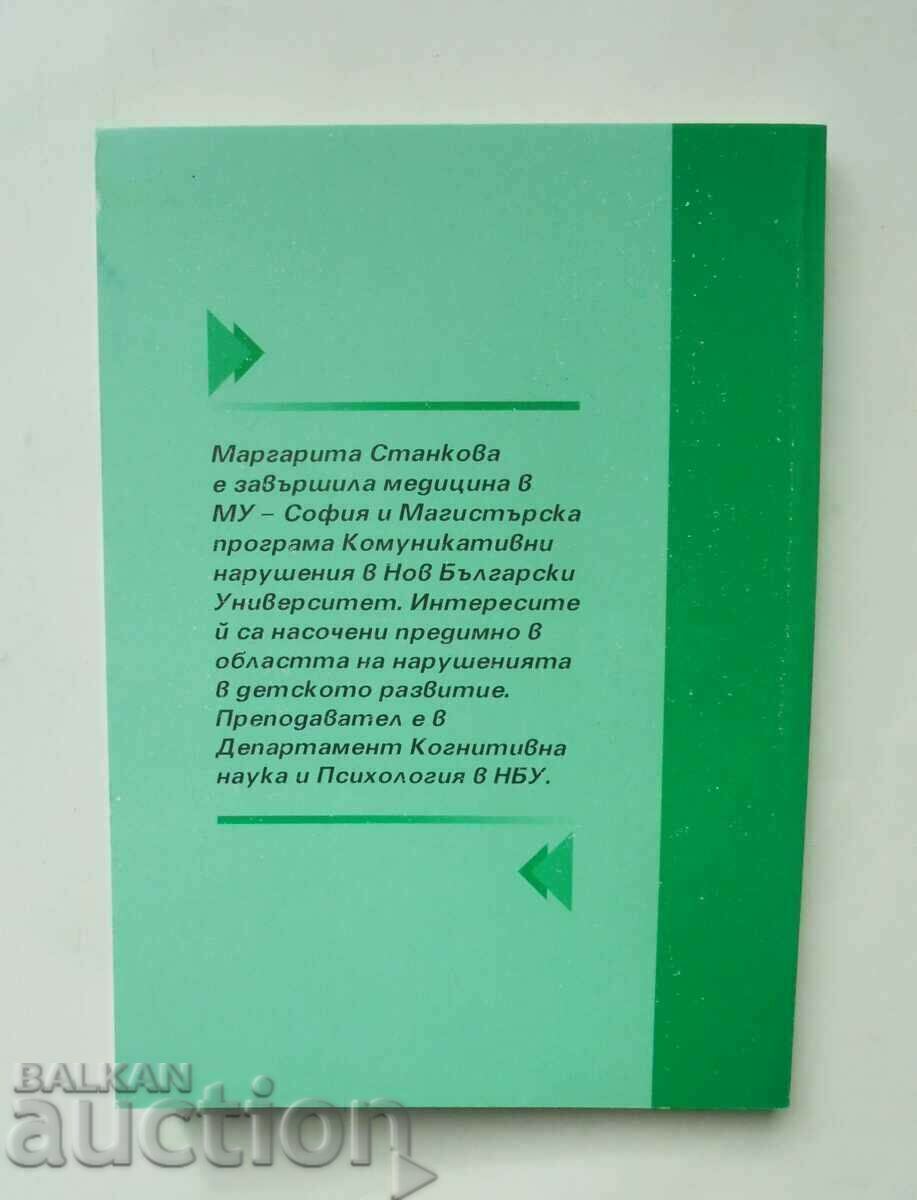 Маргарита Станкова
е завършила медицина в
МУ – София и Магистърска
програма Комуникативни
нарушения в Нов Български
Университет. Интересите
й са насочени предимно в
областта на нарушенията
в детското развитие.
Преподавател е в
Департамент Когнитивна
наука и Психология в НБУ.
BALKAN
auction